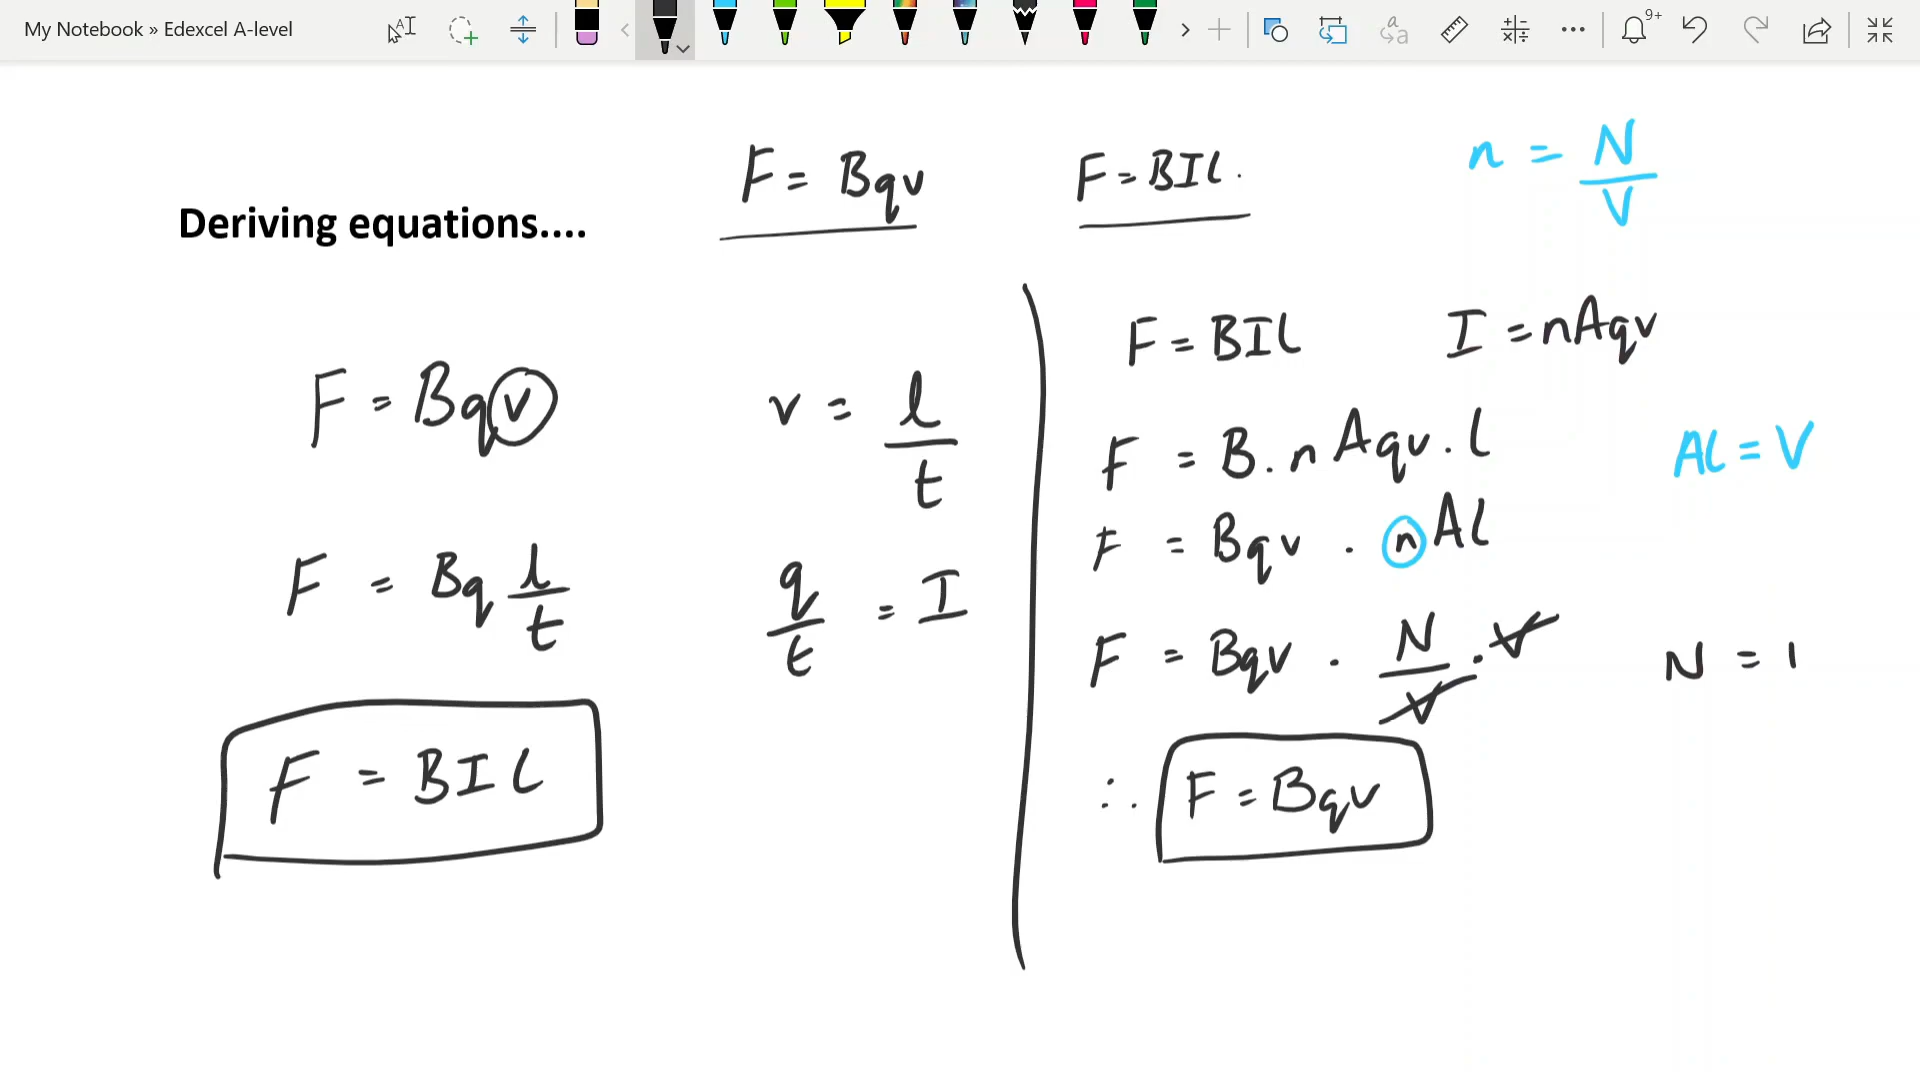 My Notebook » Edexcel A-level
9+
F = Bqv
F = BIL.
n = N/V
Deriving equations....
F = Bqv
v = l/t
F = Bq l/t
q/t = I
F = BIL
F = BIL
I = nAqv
F = B . nAqv . l
Al = V
F = Bqv . nAl
F = Bqv . N/V . V
N = 1
∴ F = Bqv